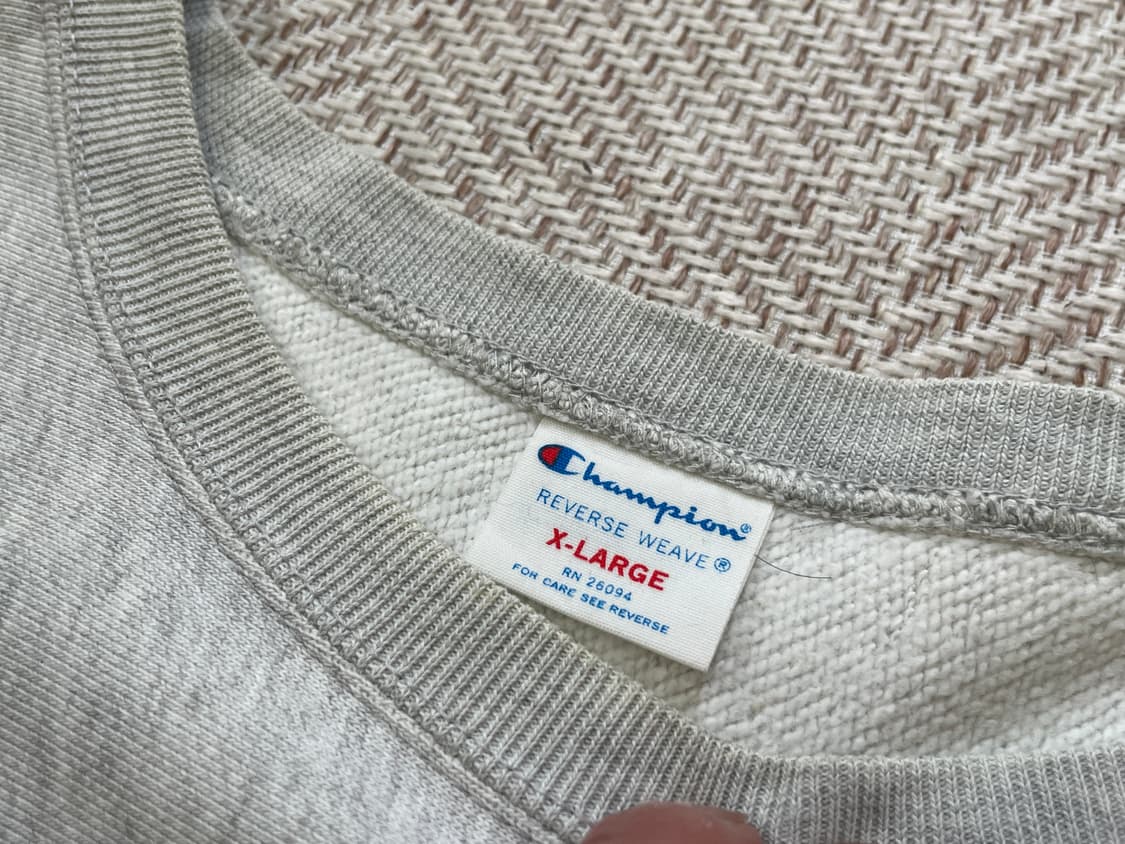 Champion®
REVERSE WEAVE®
X-LARGE
RN 26094
FOR CARE SEE REVERSE